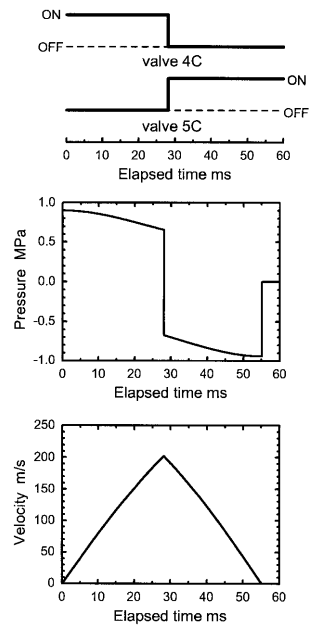 ON
OFF
valve 4C
ON
OFF
valve 5C
0 10 20 30 40 50 60
Elapsed time ms
1.0
0.5
0.0
-0.5
-1.0
Pressure MPa
0 10 20 30 40 50 60
Elapsed time ms
250
200
150
100
50
0
Velocity m/s
0 10 20 30 40 50 60
Elapsed time ms